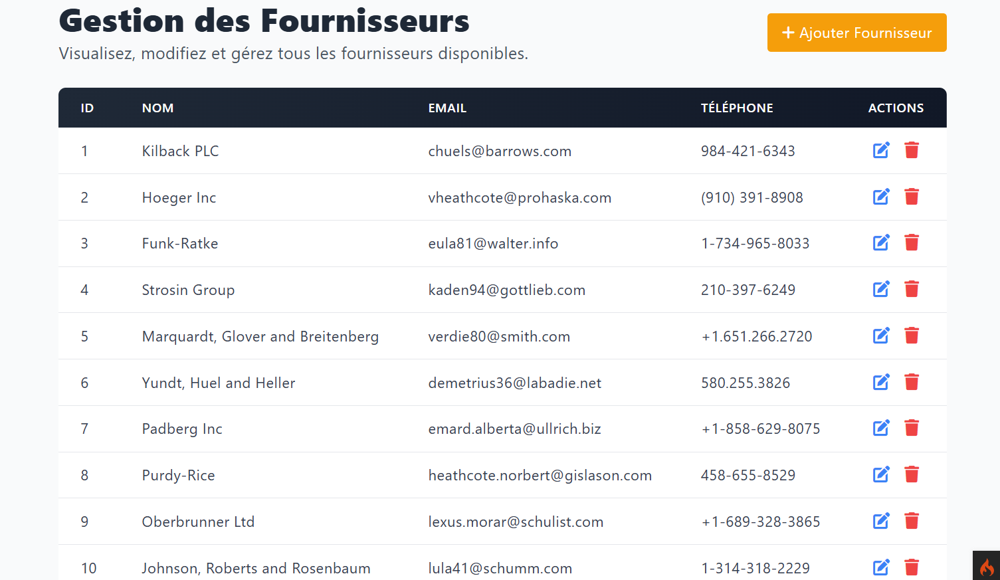 Gestion des Fournisseurs
Visualisez, modifiez et gérez tous les fournisseurs disponibles.
+ Ajouter Fournisseur
ID NOM EMAIL TÉLÉPHONE ACTIONS
1 Kilback PLC chuels@barrows.com 984-421-6343
2 Hoeger Inc vheathcote@prohaska.com (910) 391-8908
3 Funk-Ratke eula81@walter.info 1-734-965-8033
4 Strosin Group kaden94@gottlieb.com 210-397-6249
5 Marquardt, Glover and Breitenberg verdie80@smith.com +1.651.266.2720
6 Yundt, Huel and Heller demetrius36@labadie.net 580.255.3826
7 Padberg Inc emard.alberta@ullrich.biz +1-858-629-8075
8 Purdy-Rice heathcote.norbert@gislason.com 458-655-8529
9 Oberbrunner Ltd lexus.morar@schulist.com +1-689-328-3865
10 Johnson, Roberts and Rosenbaum lula41@schumm.com 1-314-318-2229